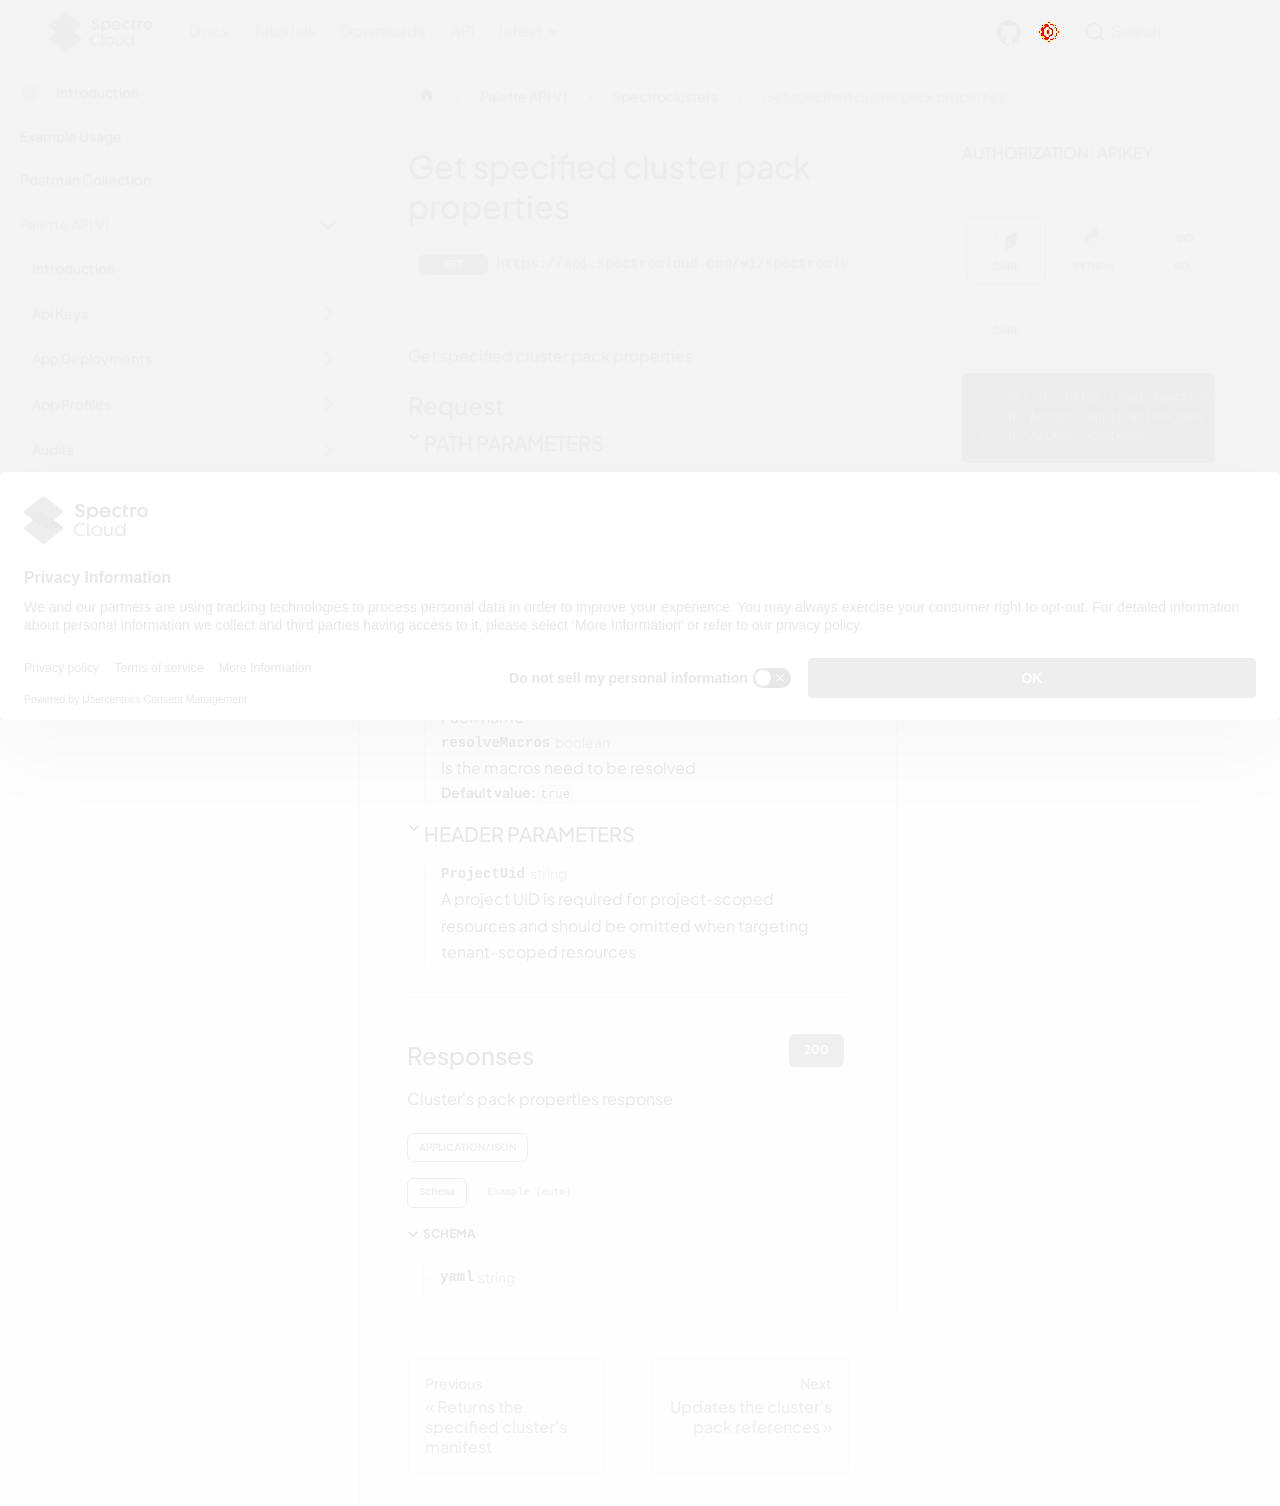 Spectro
Cloud
Docs
Tutorials
Downloads
API
latest
Search
Introduction
Example Usage
Postman Collection
Palette API V1
Introduction
Api Keys
App Deployments
App Profiles
Audits
Palette API V1
Spectroclusters
Get specified cluster pack properties
Get specified cluster pack
properties
GET
Get specified cluster pack properties
Request
PATH PARAMETERS
AUTHORIZATION: APIKEY
CURL
PYTHON
GO
CURL
Spectro
Cloud
Privacy Information
We and our partners are using tracking technologies to process personal data in order to improve your experience. You may always exercise your consumer right to opt-out. For detailed information
about personal information we collect and third parties having access to it, please select 'More Information' or refer to our privacy policy.
Privacy policy
Terms of service
More Information
Powered by Usercentrics Consent Management
Do not sell my personal information
OK
resolveMacros boolean
Is the macros need to be resolved
Default value: true
HEADER PARAMETERS
ProjectUid string
A project UID is required for project-scoped
resources and should be omitted when targeting
tenant-scoped resources
Responses
200
Cluster's pack properties response
APPLICATION/JSON
Schema
Example (auto)
SCHEMA
yaml string
Previous
« Returns the
specified cluster's
manifest
Next
Updates the cluster's
pack references »